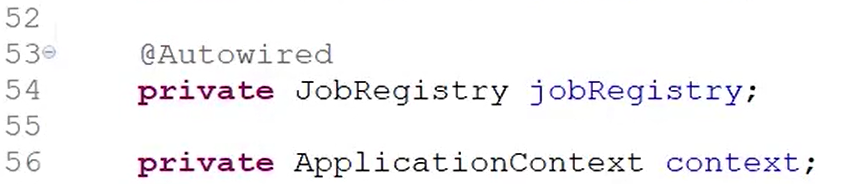 52
53 @Autowired
54 private JobRegistry jobRegistry;
55
56 private ApplicationContext context;